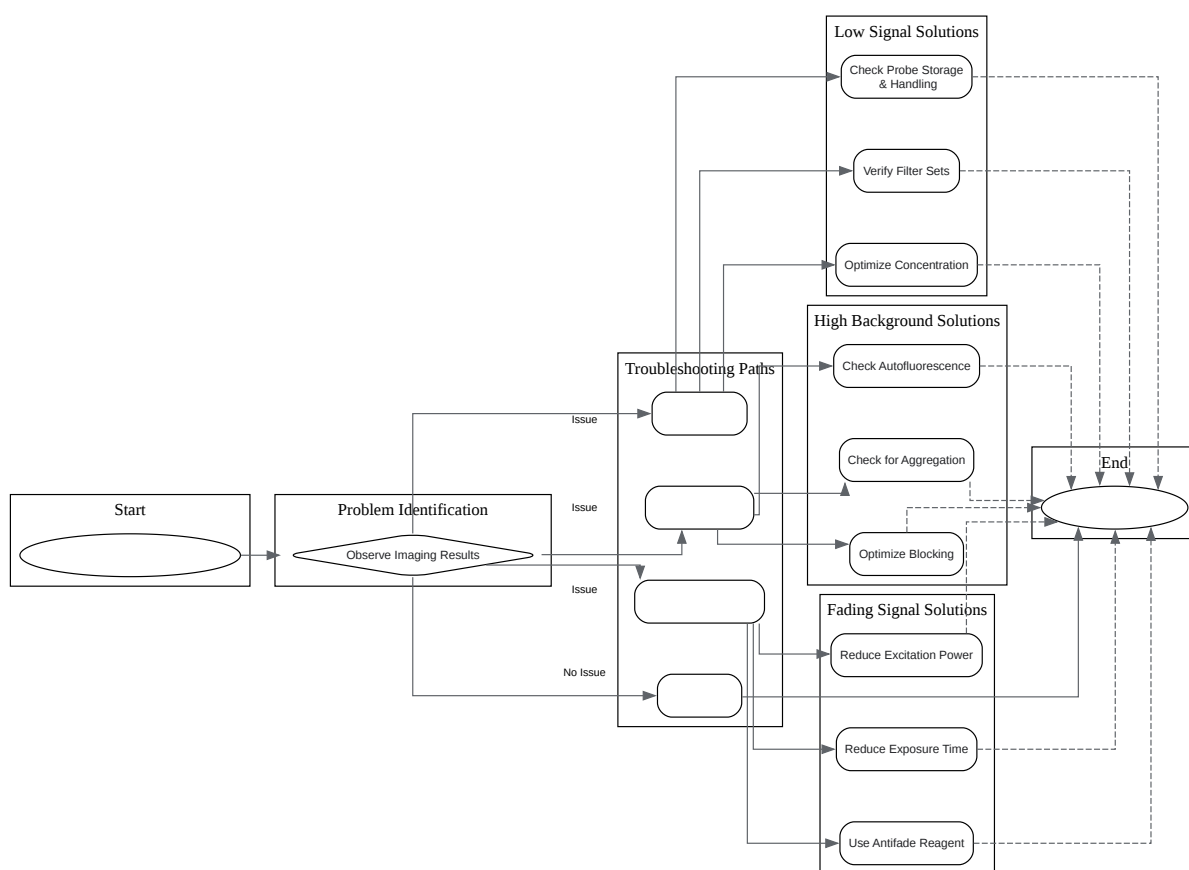 Low Signal Solutions
Check Probe Storage
& Handling
Verify Filter Sets
Optimize Concentration
High Background Solutions
Check Autofluorescence
Troubleshooting Paths
Issue
Check for Aggregation
End
Start
Problem Identification
Issue
Observe Imaging Results
Optimize Blocking
Issue
Fading Signal Solutions
Reduce Excitation Power
No Issue
Reduce Exposure Time
Use Antifade Reagent